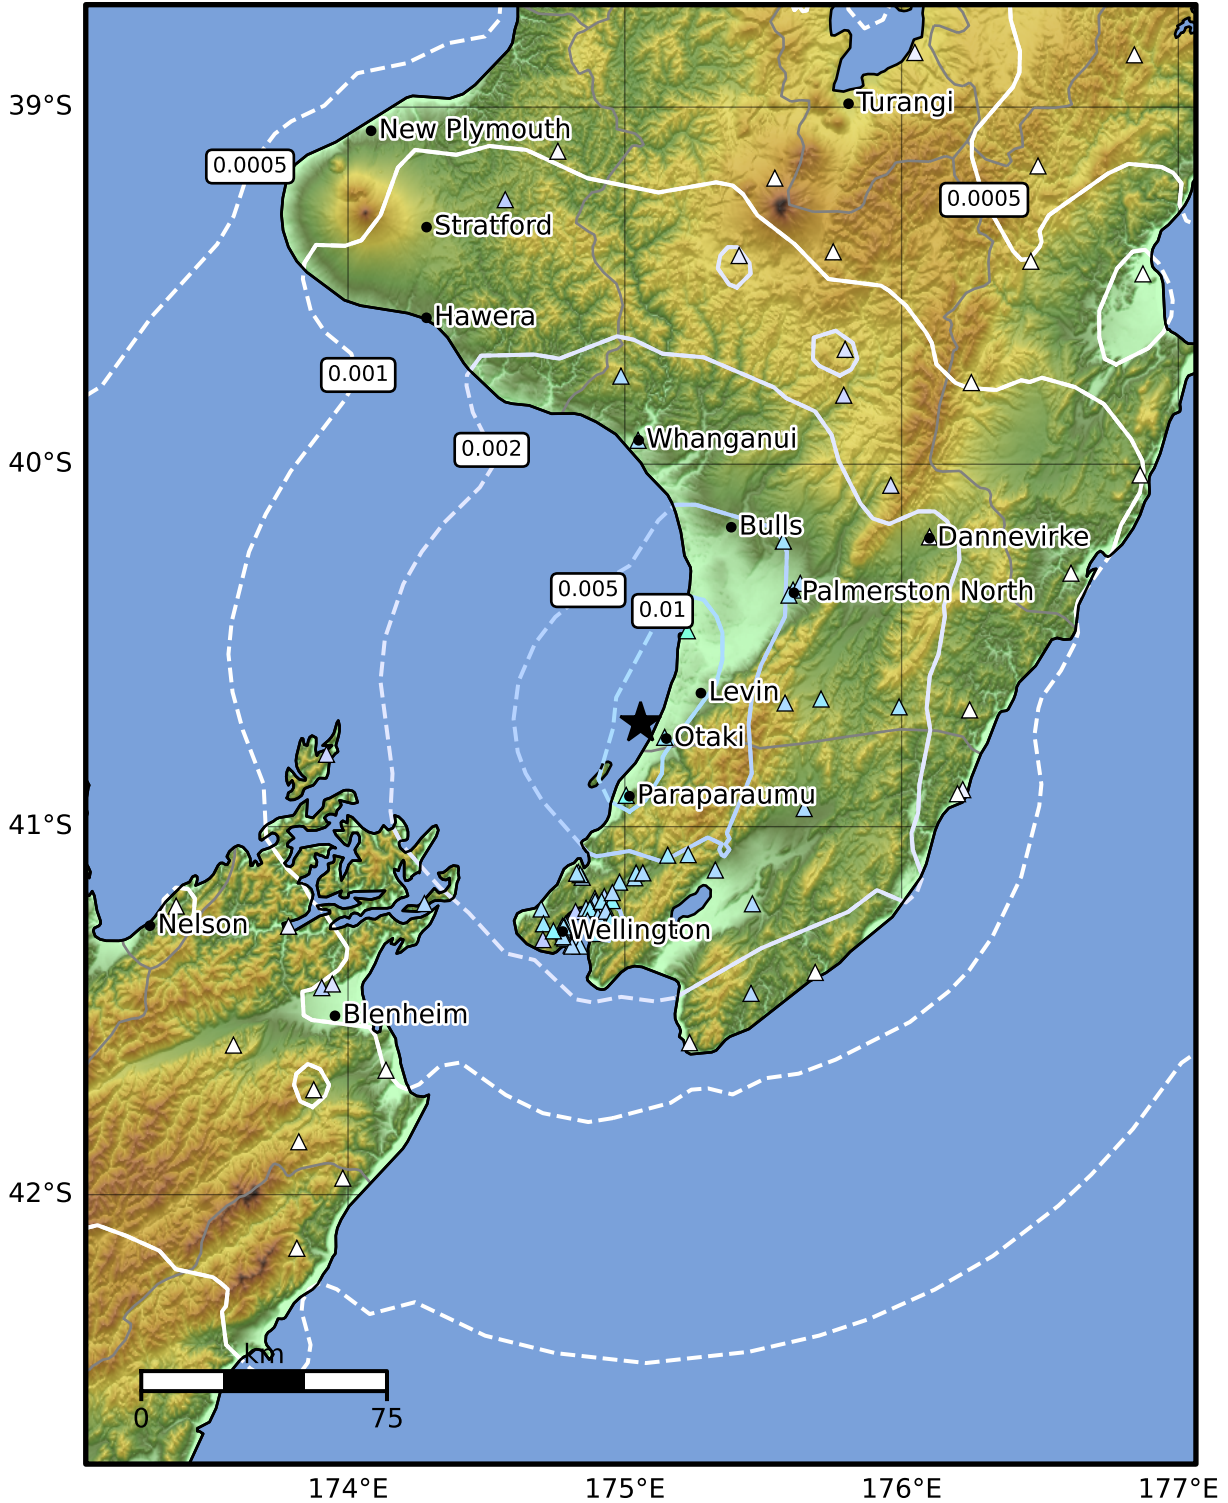 39°S
Turangi
New Plymouth
0.0005
0.0005
Stratford
Hawera
0.001
0.002
Whanganui
40°S
Bulls
Dannevirke
0.005
Palmerston North
0.01
Levin
Otaki
Paraparaumu
41°S
Nelson
Wellington
Blenheim
42°S
km
0 75
174°E 175°E 176°E 177°E